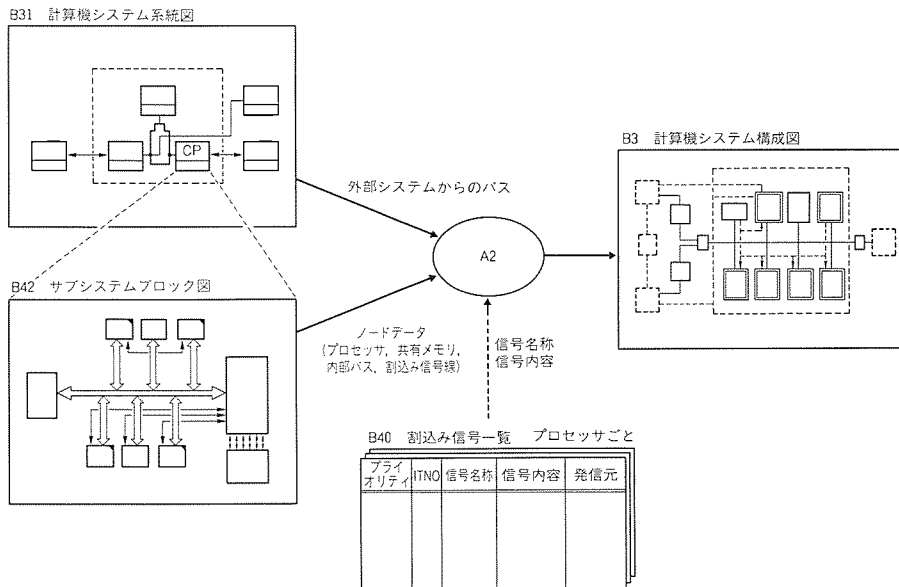 B31 計算機システム系統図
CP
B3 計算機システム構成図
外部システムからのバス
A2
B42 サブシステムブロック図
ノードデータ
(プロセッサ, 共有メモリ,
内部バス, 割込み信号線)
信号名称
信号内容
B40 割込み信号一覧 プロセッサごと
プライ
オリティ
ITNO
信号名称
信号内容
発信元